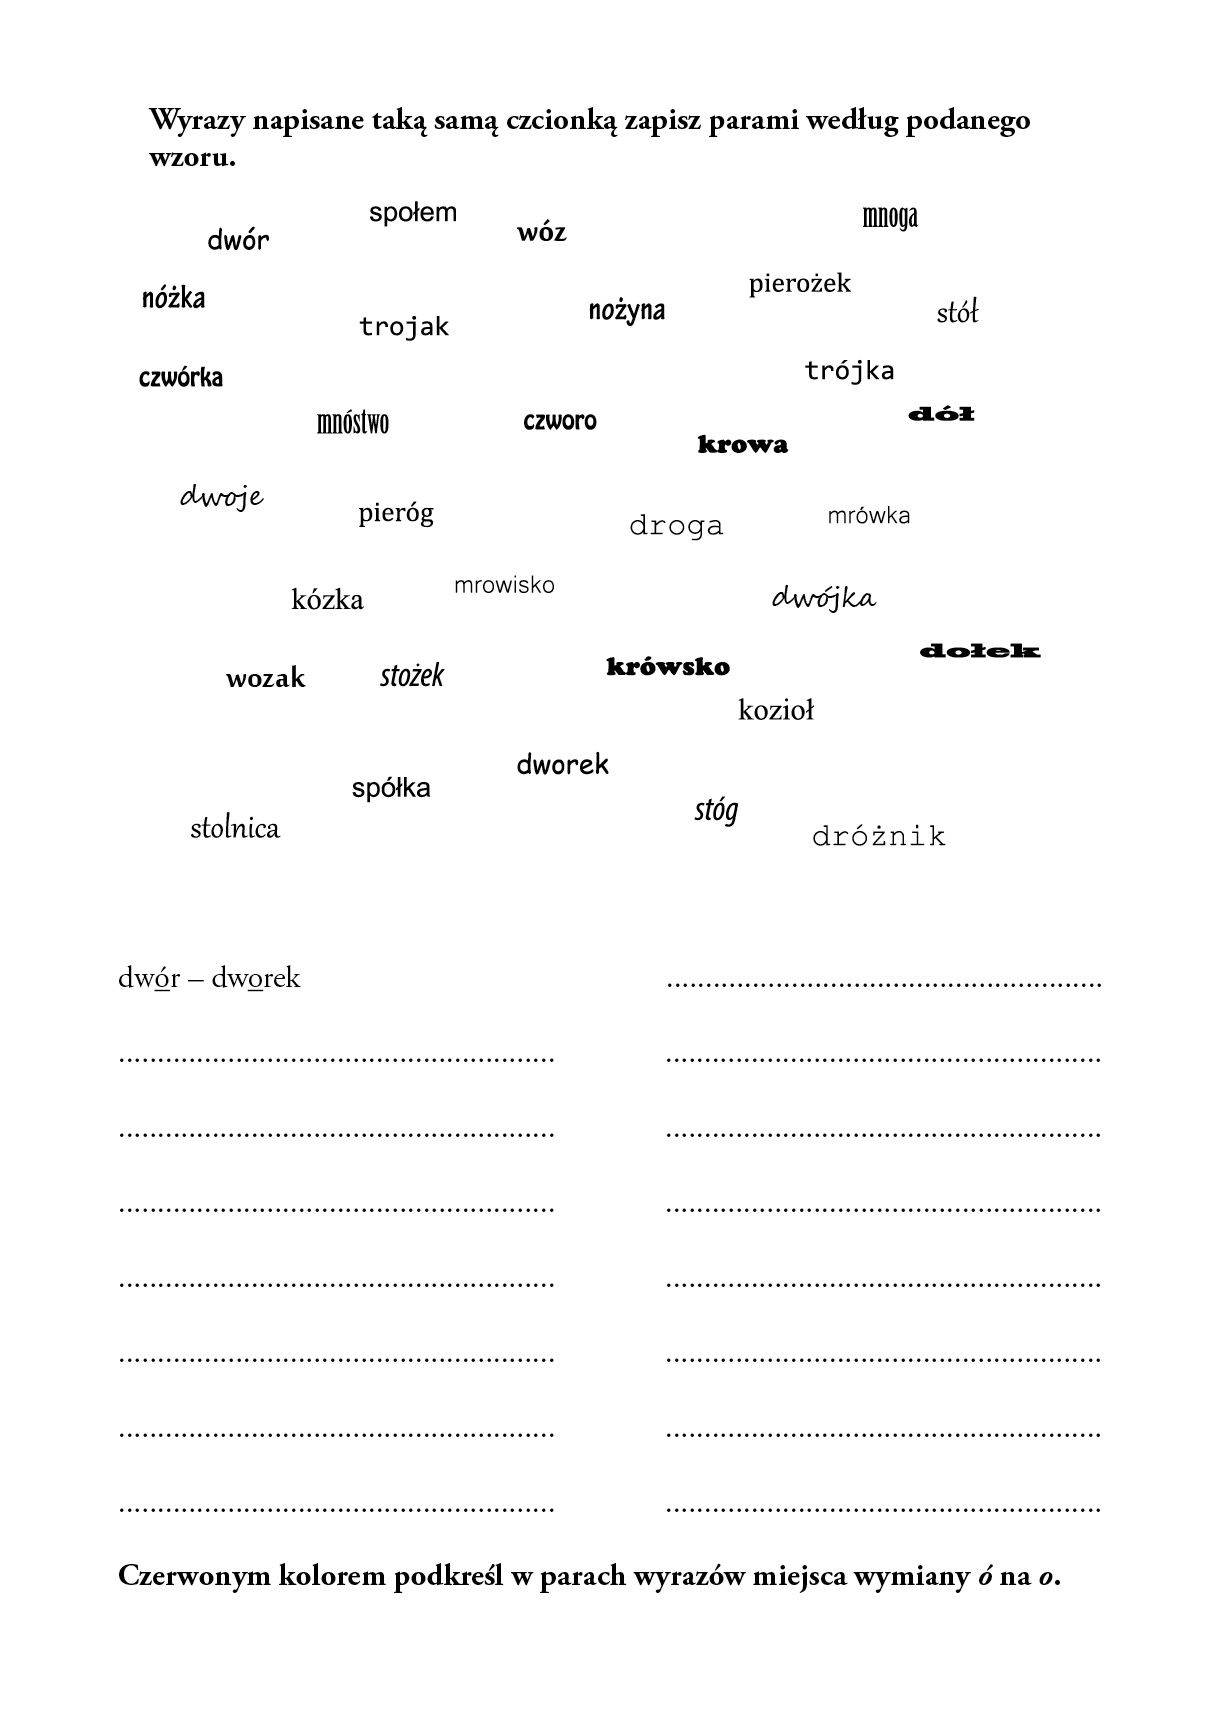 Wyrazy napisane taką samą czcionką zapisz parami według podanego
wzoru.
społem
mnoga
wóz
dwór
pierożek
nóżka
nożyna
stół
trojak
trójka
czwórka
dół
mnóstwo
czworo
krowa
dwoje
pieróg
mrówka
droga
mrowisko
kózka
dwójka
dołek
krówsko
wozak
stożek
kozioł
dworek
spółka
stóg
stolnica
dróżnik
dwór – dworek ........................................................
........................................................ ........................................................
........................................................ ........................................................
........................................................ ........................................................
........................................................ ........................................................
........................................................ ........................................................
........................................................ ........................................................
........................................................ ........................................................
Czerwonym kolorem podkreśl w parach wyrazów miejsca wymiany ó na o.